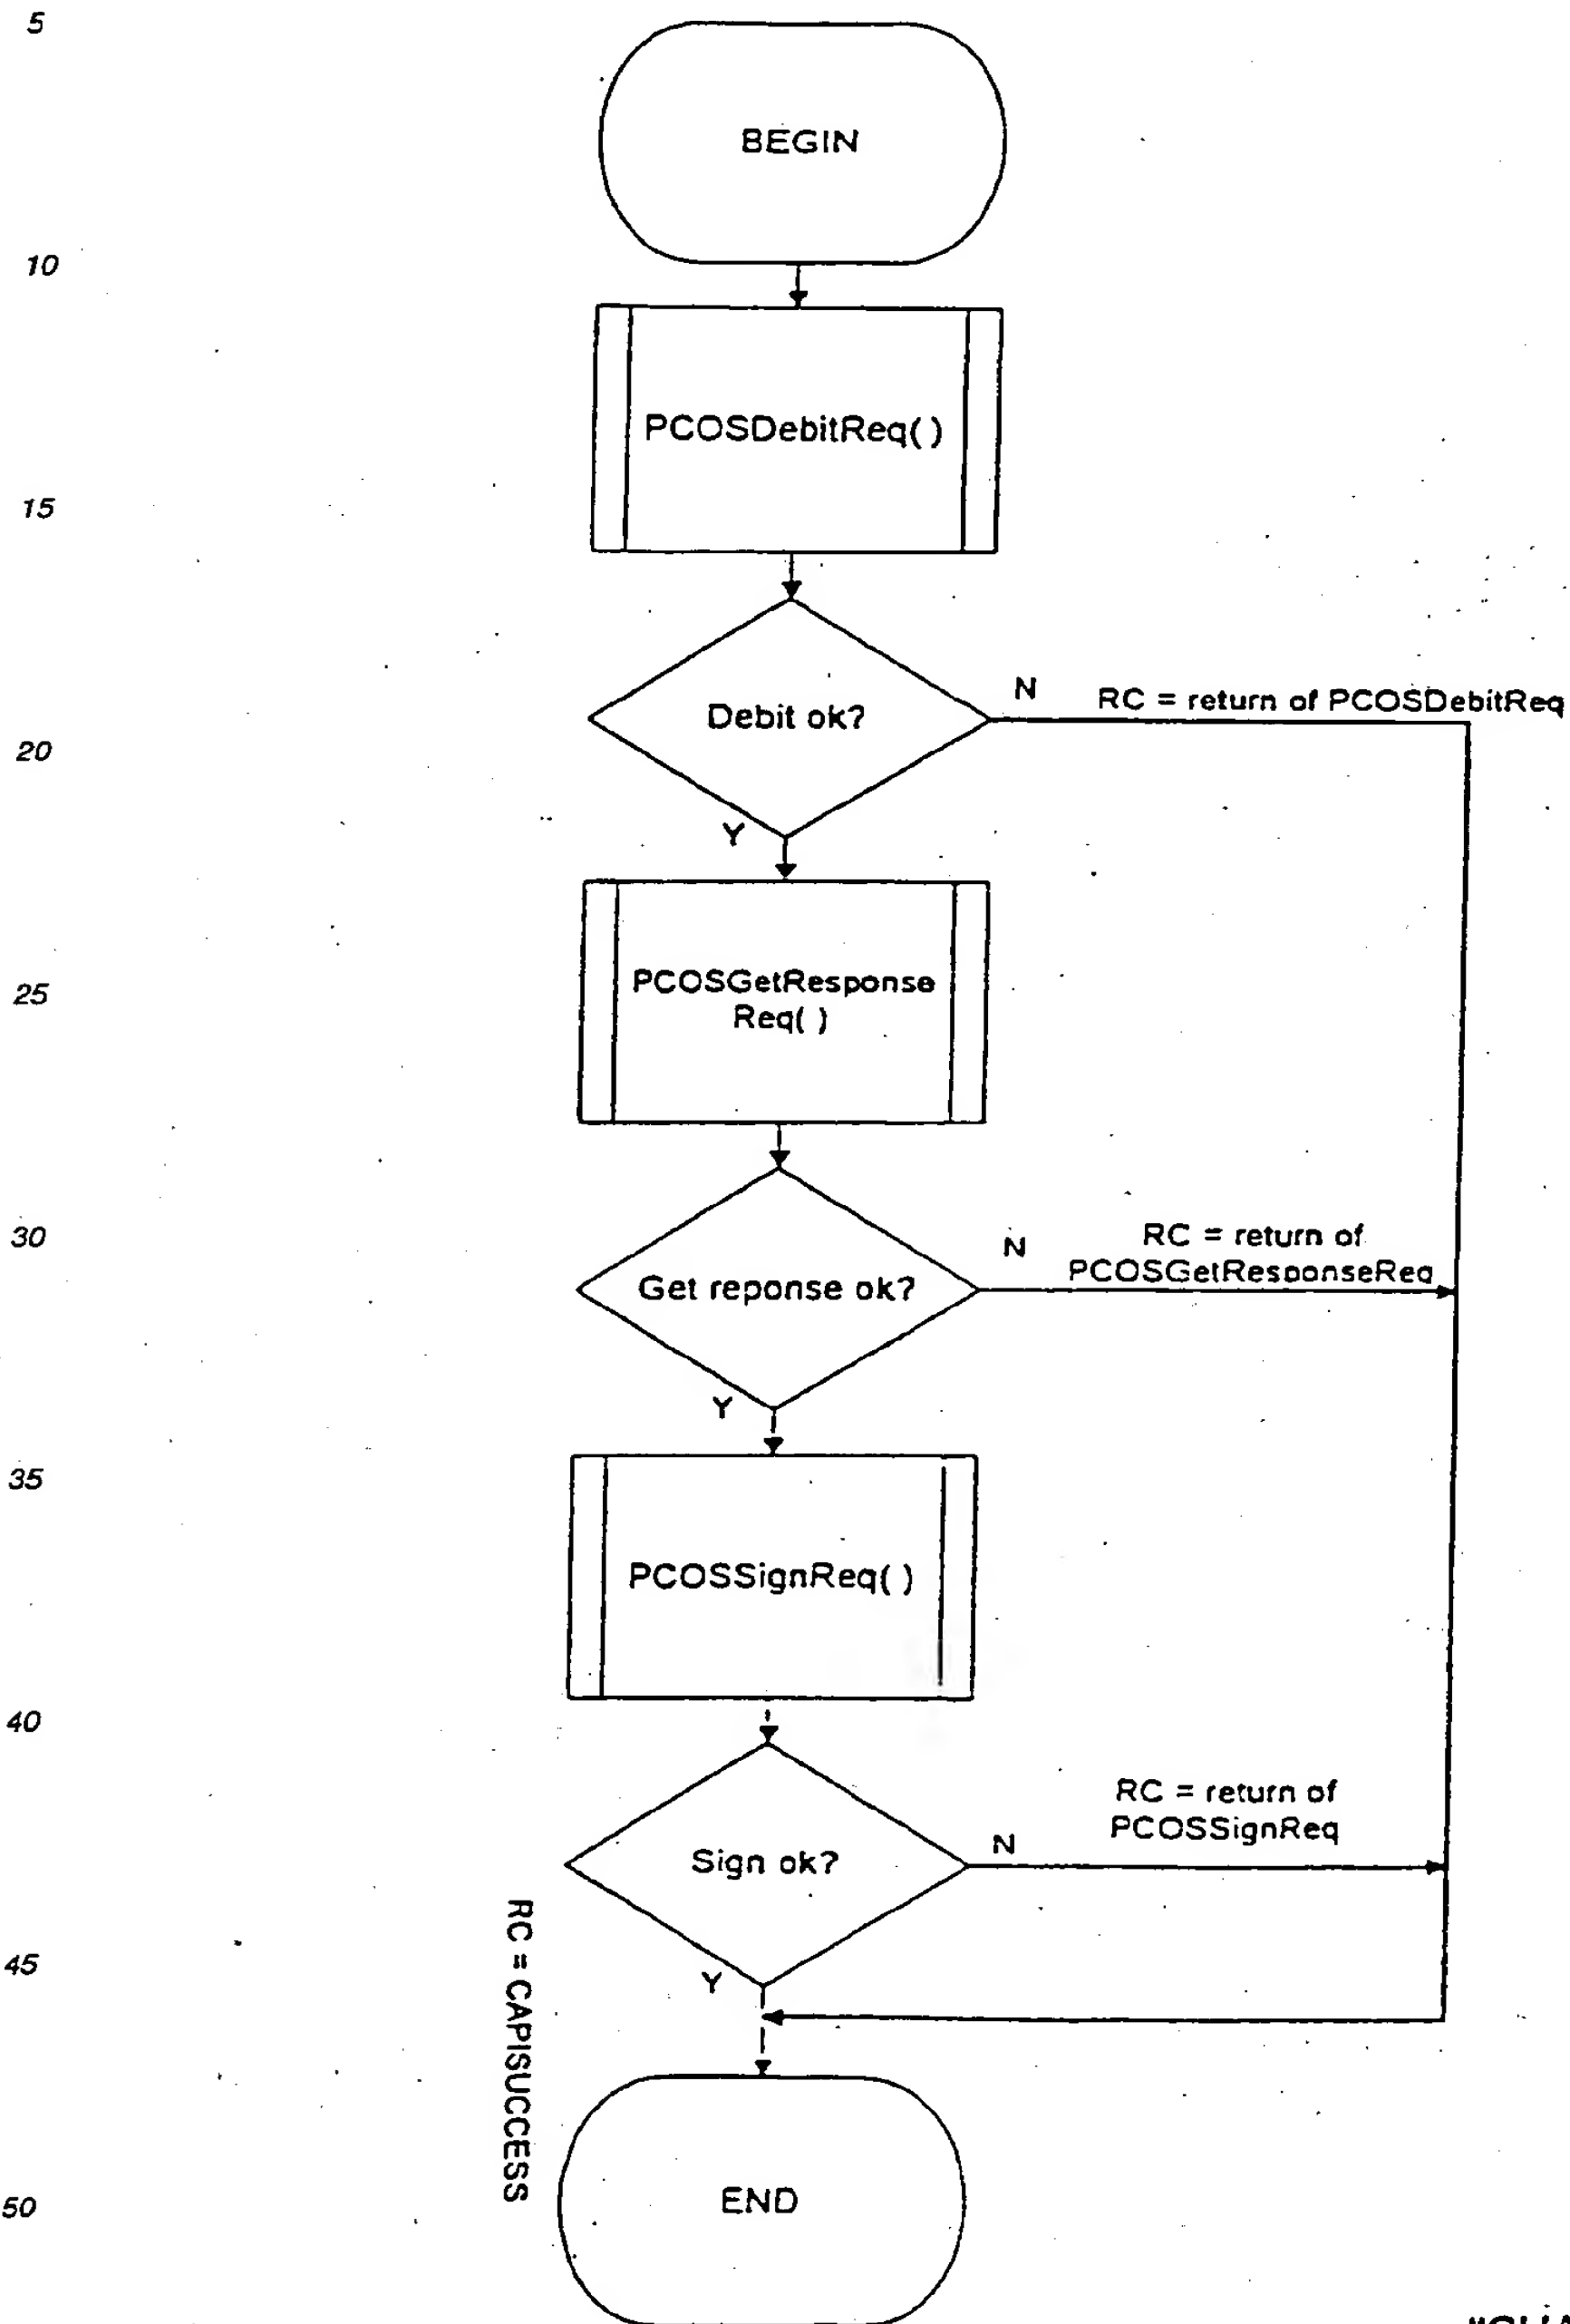 5
BEGIN
10
PCOSDebitReq()
15
N
RC = return of PCOSDebitReq
Debit ok?
20
Y
25
PCOSGetResponse
Req( )
30
N
RC = return of
PCOSGetResponseReq
Get reponse ok?
Y
35
PCOSSignReq( )
40
RC = return of
PCOSSignReq
N
Sign ok?
45
Y
RC = CAPISUCCESS
50
END